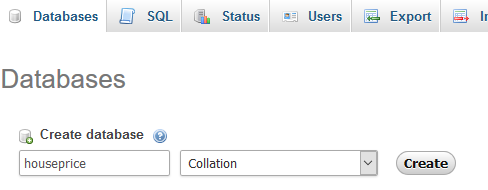 Databases SQL Status Users Export
Databases
Create database
houseprice Collation Create